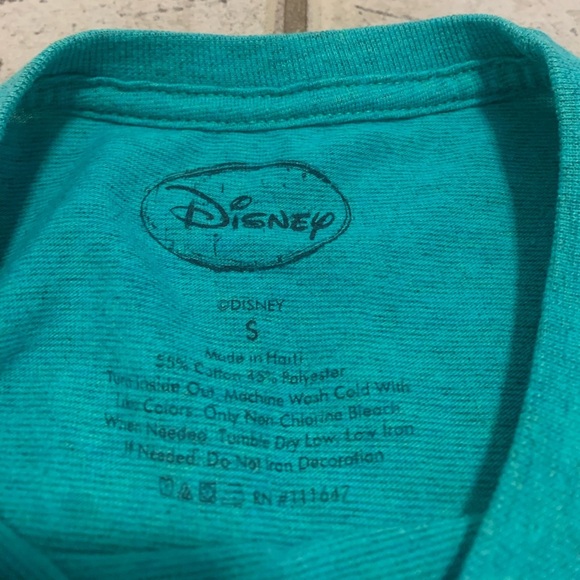 Disney
©DISNEY
S
Made in Haiti
55% Cotton 45% Polyester
Turn Inside Out, Machine Wash Cold With
Like Colors. Only Non Chlorine Bleach
When Needed. Tumble Dry Low, Low Iron
If Needed. Do Not Iron Decoration
RN #111647